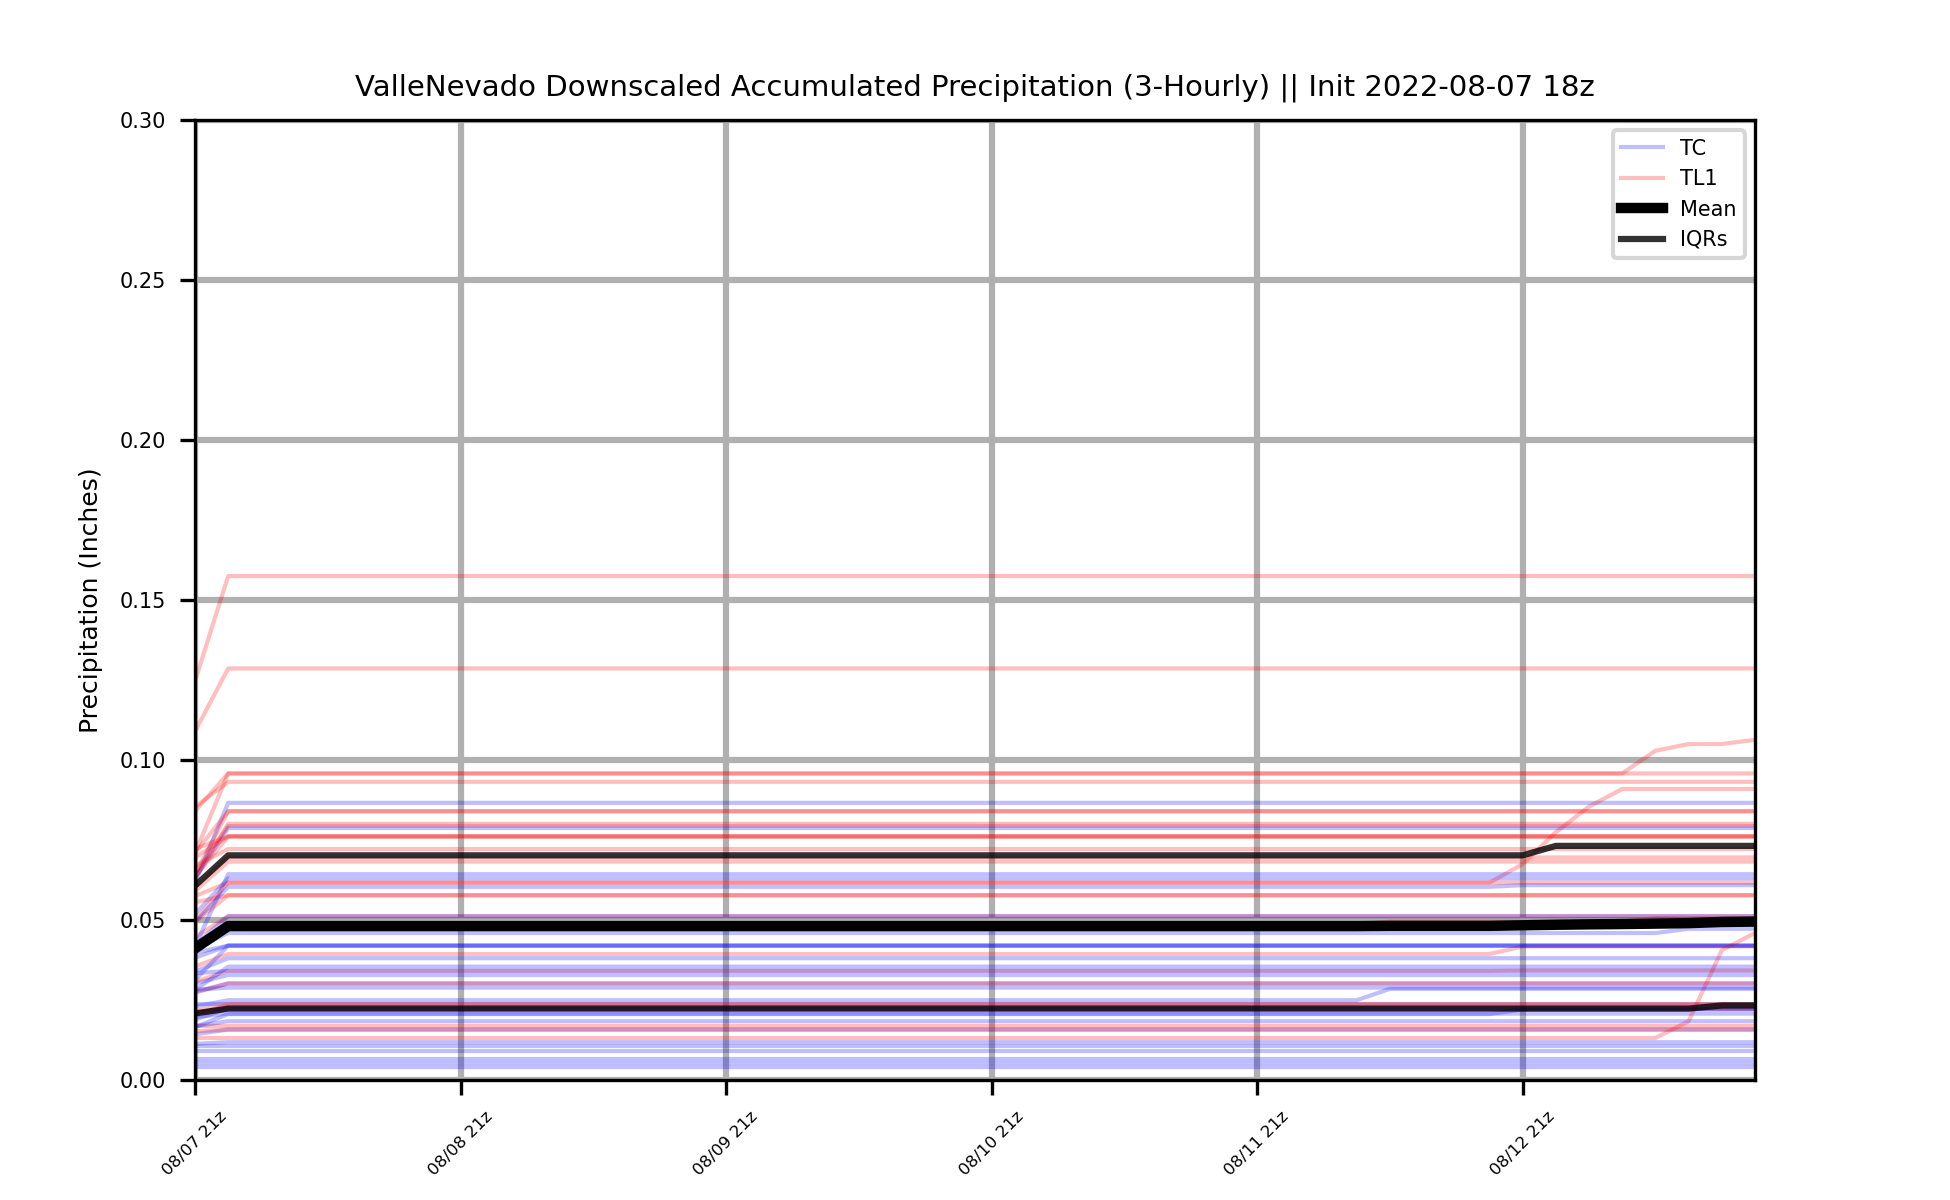 ValleNevado Downscaled Accumulated Precipitation (3-Hourly) || Init 2022-08-07 18z
TC
TL1
Mean
IQRs
Precipitation (Inches)
0.30
0.25
0.20
0.15
0.10
0.05
0.00
08/07 21z
08/08 21z
08/09 21z
08/10 21z
08/11 21z
08/12 21z